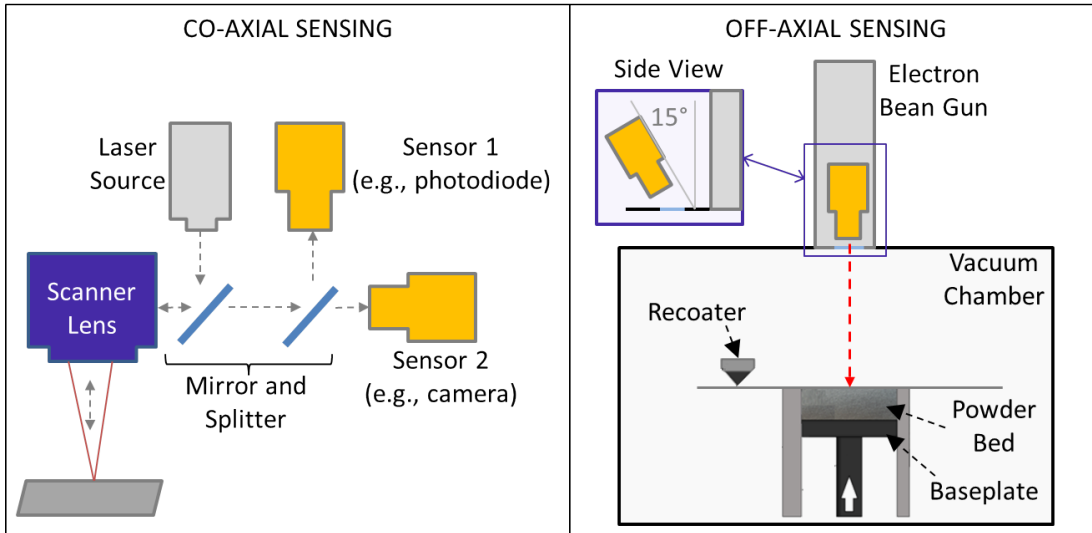 CO-AXIAL SENSING
Laser
Source
Sensor 1
(e.g., photodiode)
Scanner
Lens
Mirror and
Splitter
Sensor 2
(e.g., camera)
OFF-AXIAL SENSING
Side View
15°
Electron
Bean Gun
Vacuum
Chamber
Recoater
Powder
Bed
Baseplate